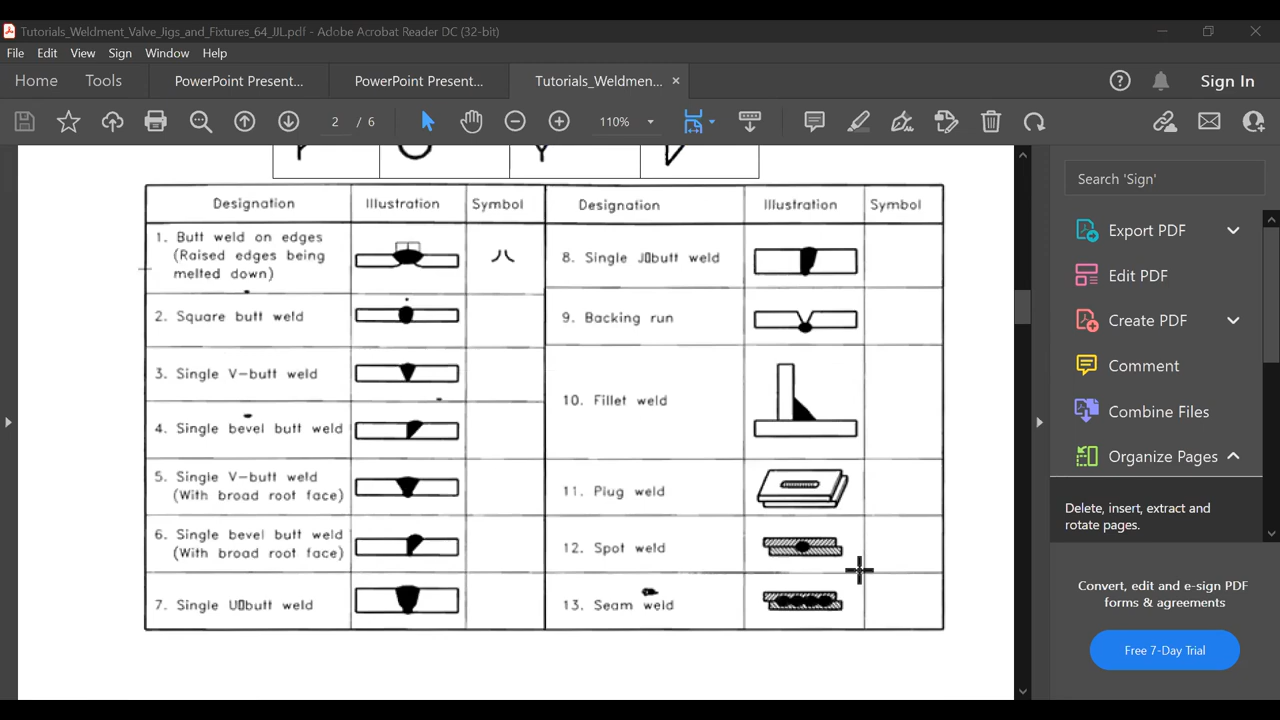 Tutorials_Weldment_Valve_Jigs_and_Fixtures_64_JJL.pdf - Adobe Acrobat Reader DC (32-bit)
File Edit View Sign Window Help
Home Tools PowerPoint Present... PowerPoint Present... Tutorials_Weldmen... × Sign In
2 / 6 110%
Designation Illustration Symbol Designation Illustration Symbol
1. Butt weld on edges
(Raised edges being
melted down)
2. Square butt weld
3. Single V-butt weld
4. Single bevel butt weld
5. Single V-butt weld
(With broad root face)
6. Single bevel butt weld
(With broad root face)
7. Single U▯butt weld
8. Single J▯butt weld
9. Backing run
10. Fillet weld
11. Plug weld
12. Spot weld
13. Seam weld
Search 'Sign'
Export PDF
Edit PDF
Create PDF
Comment
Combine Files
Organize Pages
Delete, insert, extract and
rotate pages.
Convert, edit and e-sign PDF
forms & agreements
Free 7-Day Trial